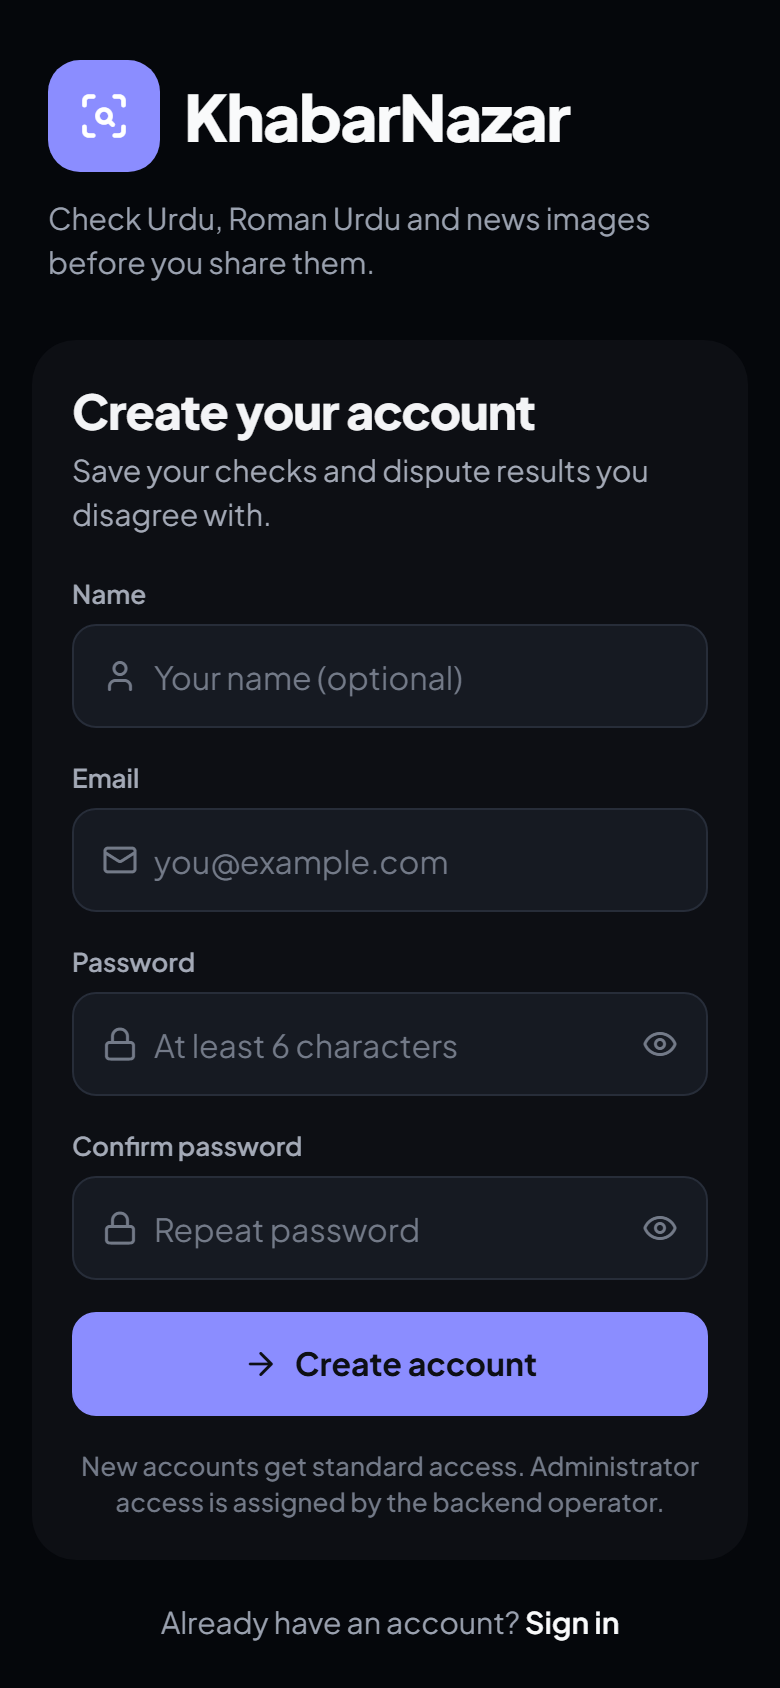 KhabarNazar
Check Urdu, Roman Urdu and news images
before you share them.
Create your account
Save your checks and dispute results you
disagree with.
Name
Your name (optional)
Email
you@example.com
Password
At least 6 characters
Confirm password
Repeat password
Create account
New accounts get standard access. Administrator
access is assigned by the backend operator.
Already have an account? Sign in